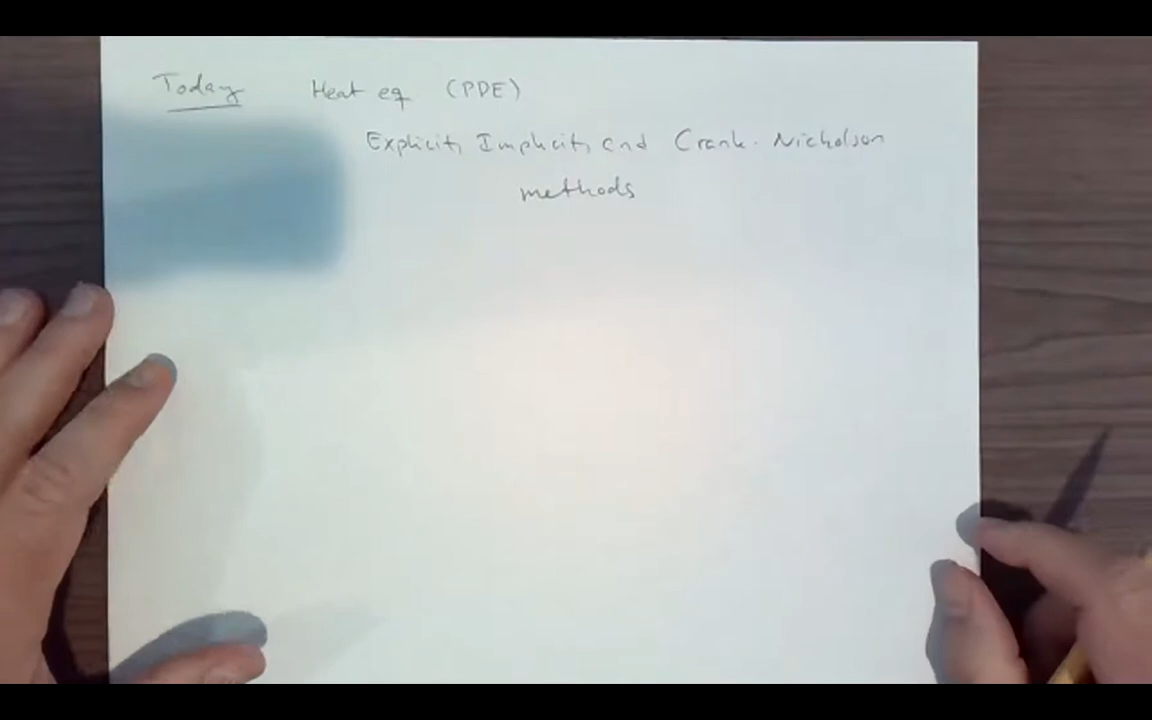 Today Heat eq (PDE)
Explicit, Implicit, and Crank-Nicholson
methods